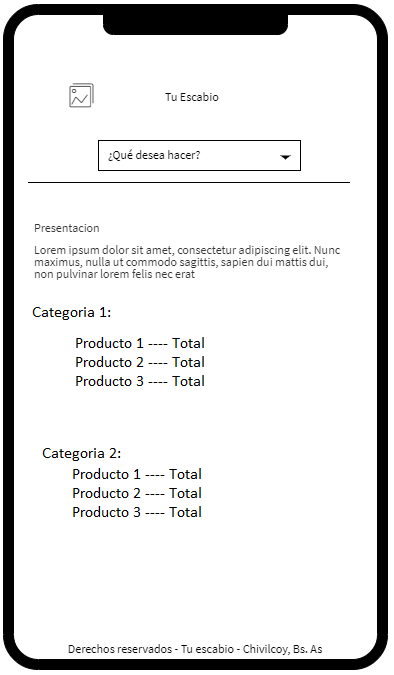 Tu Escabio
¿Qué desea hacer?
Presentacion
Lorem ipsum dolor sit amet, consectetur adipiscing elit. Nunc
maximus, nulla ut commodo sagittis, sapien dui mattis dui,
non pulvinar lorem felis nec erat
Categoria 1:
Producto 1 ---- Total
Producto 2 ---- Total
Producto 3 ---- Total
Categoria 2:
Producto 1 ---- Total
Producto 2 ---- Total
Producto 3 ---- Total
Derechos reservados - Tu escabio - Chivilcoy, Bs. As